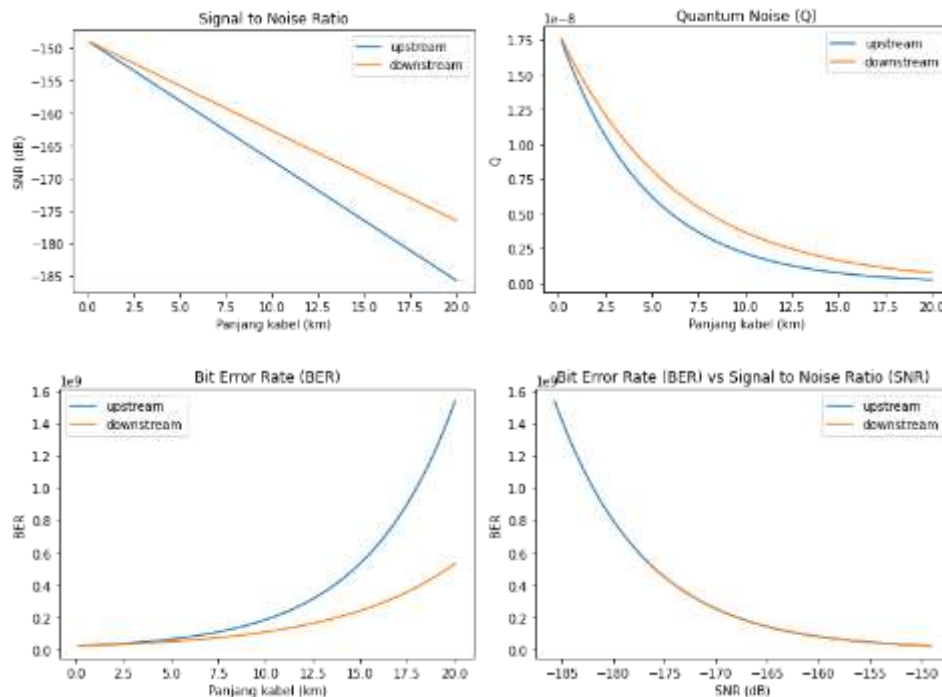 Signal to Noise Ratio
upstream
downstream
SNR (dB)
−150
−155
−160
−165
−170
−175
−180
−185
0.0 2.5 5.0 7.5 10.0 12.5 15.0 17.5 20.0
Panjang kabel (km)
1e−8
Quantum Noise (Q)
upstream
downstream
Q
1.75
1.50
1.25
1.00
0.75
0.50
0.25
0.00
0.0 2.5 5.0 7.5 10.0 12.5 15.0 17.5 20.0
Panjang kabel (km)
1e9
Bit Error Rate (BER)
upstream
downstream
BER
1.6
1.4
1.2
1.0
0.8
0.6
0.4
0.2
0.0
0.0 2.5 5.0 7.5 10.0 12.5 15.0 17.5 20.0
Panjang kabel (km)
1e9
Bit Error Rate (BER) vs Signal to Noise Ratio (SNR)
upstream
downstream
BER
1.6
1.4
1.2
1.0
0.8
0.6
0.4
0.2
0.0
−185 −180 −175 −170 −165 −160 −155 −150
SNR (dB)